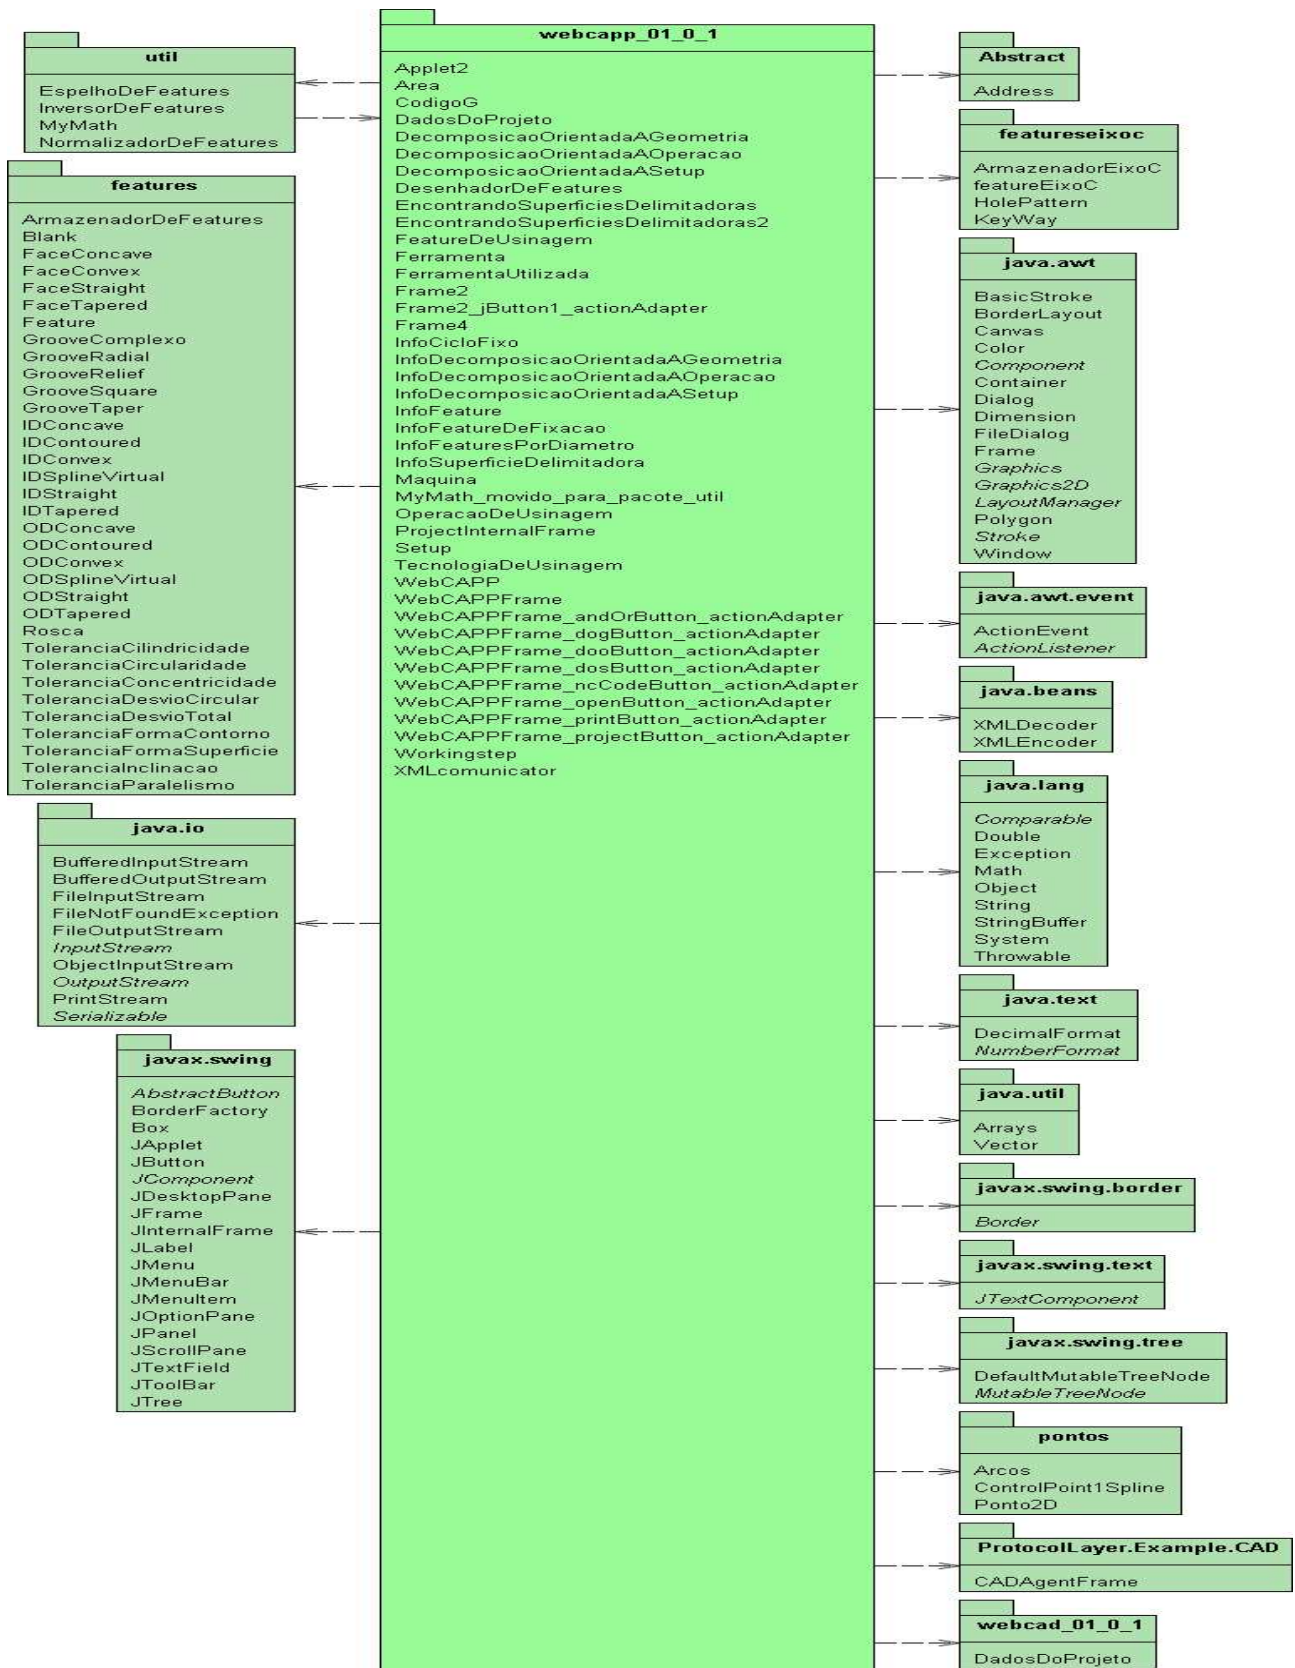 util
EspelhoDeFeatures
InversorDeFeatures
MyMath
NormalizadorDeFeatures
features
ArmazenadorDeFeatures
Blank
FaceConcave
FaceConvex
FaceStraight
FaceTapered
Feature
GrooveComplexo
GrooveRadial
GrooveRelief
GrooveSquare
GrooveTaper
IDConcave
IDContoured
IDConvex
IDSplineVirtual
IDStraight
IDTapered
ODConcave
ODContoured
ODConvex
ODSplineVirtual
ODStraight
ODTapered
Rosca
ToleranciaCilindricidade
ToleranciaCircularidade
ToleranciaConcentricidade
ToleranciaDesvioCircular
ToleranciaDesvioTotal
ToleranciaFormaContorno
ToleranciaFormaSuperficie
ToleranciaInclinacao
ToleranciaParalelismo
java.io
BufferedInputStream
BufferedOutputStream
FileInputStream
FileNotFoundException
FileOutputStream
InputStream
ObjectInputStream
OutputStream
PrintStream
Serializable
javax.swing
AbstractButton
BorderFactory
Box
JApplet
JButton
JComponent
JDesktopPane
JFrame
JInternalFrame
JLabel
JMenu
JMenuBar
JMenuItem
JOptionPane
JPanel
JScrollPane
JTextField
JToolBar
JTree
webcapp_01_0_1
Applet2
Area
CodigoG
DadosDoProjeto
DecomposicaoOrientadaAGeometria
DecomposicaoOrientadaAOperacao
DecomposicaoOrientadaASetup
DesenhadorDeFeatures
EncontrandoSuperficiesDelimitadoras
EncontrandoSuperficiesDelimitadoras2
FeatureDeUsinagem
Ferramenta
FerramentaUtilizada
Frame2
Frame2_jButton1_actionAdapter
Frame4
InfoCicloFixo
InfoDecomposicaoOrientadaAGeometria
InfoDecomposicaoOrientadaAOperacao
InfoDecomposicaoOrientadaASetup
InfoFeature
InfoFeatureDeFixacao
InfoFeaturesPorDiametro
InfoSuperficieDelimitadora
Maquina
MyMath_movido_para_pacote_util
OperacaoDeUsinagem
ProjectInternalFrame
Setup
TecnologiaDeUsinagem
WebCAPP
WebCAPPFrame
WebCAPPFrame_andOrButton_actionAdapter
WebCAPPFrame_dogButton_actionAdapter
WebCAPPFrame_dooButton_actionAdapter
WebCAPPFrame_dosButton_actionAdapter
WebCAPPFrame_ncCodeButton_actionAdapter
WebCAPPFrame_openButton_actionAdapter
WebCAPPFrame_printButton_actionAdapter
WebCAPPFrame_projectButton_actionAdapter
Workingstep
XMLcomunicator
Abstract
Address
featureseixoc
ArmazenadorEixoC
featureEixoC
HolePattern
KeyWay
java.awt
BasicStroke
BorderLayout
Canvas
Color
Component
Container
Dialog
Dimension
FileDialog
Frame
Graphics
Graphics2D
LayoutManager
Polygon
Stroke
Window
java.awt.event
ActionEvent
ActionListener
java.beans
XMLDecoder
XMLEncoder
java.lang
Comparable
Double
Exception
Math
Object
String
StringBuffer
System
Throwable
java.text
DecimalFormat
NumberFormat
java.util
Arrays
Vector
javax.swing.border
Border
javax.swing.text
JTextComponent
javax.swing.tree
DefaultMutableTreeNode
MutableTreeNode
pontos
Arcos
ControlPoint1Spline
Ponto2D
ProtocolLayer.Example.CAD
CADAgentFrame
webcad_01_0_1
DadosDoProjeto